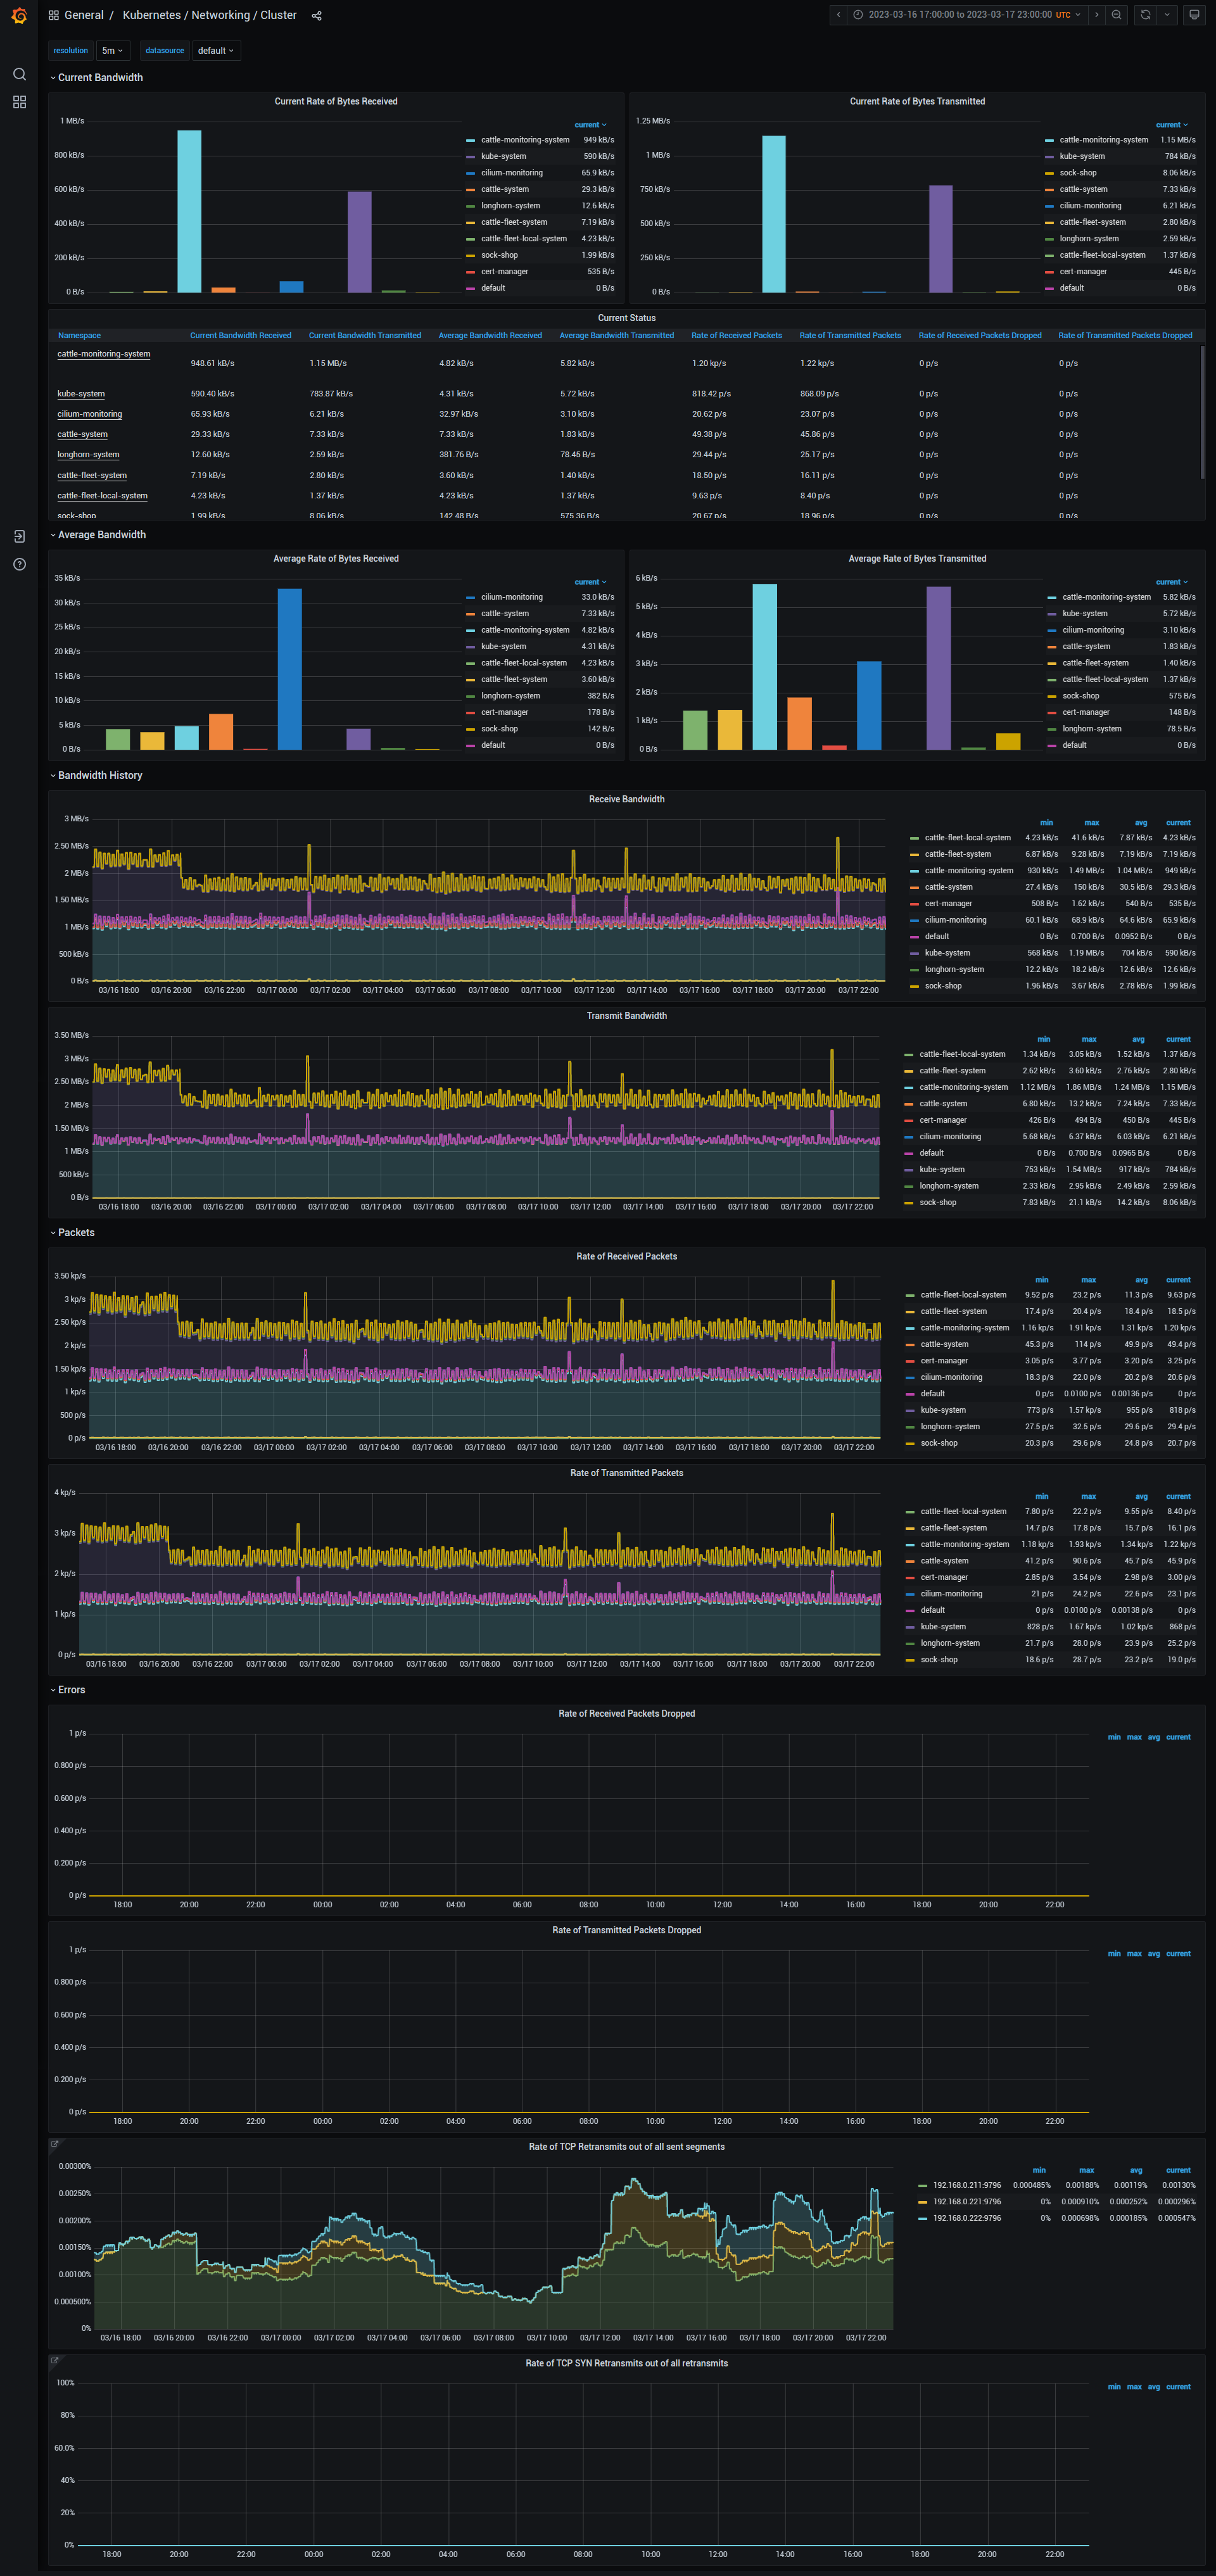 General / Kubernetes / Networking / Cluster
2023-03-16 17:00:00 to 2023-03-17 23:00:00 UTC
resolution 5m datasource default
Current Bandwidth
Current Rate of Bytes Received
1 MB/s
800 kB/s
600 kB/s
400 kB/s
200 kB/s
0 B/s
current
cattle-monitoring-system 949 kB/s
kube-system 590 kB/s
cilium-monitoring 65.9 kB/s
cattle-system 29.3 kB/s
longhorn-system 12.6 kB/s
cattle-fleet-system 7.19 kB/s
cattle-fleet-local-system 4.23 kB/s
sock-shop 1.99 kB/s
cert-manager 535 B/s
default 0 B/s
Current Rate of Bytes Transmitted
1.25 MB/s
1 MB/s
750 kB/s
500 kB/s
250 kB/s
0 B/s
current
cattle-monitoring-system 1.15 MB/s
kube-system 784 kB/s
sock-shop 8.06 kB/s
cattle-system 7.33 kB/s
cilium-monitoring 6.21 kB/s
cattle-fleet-system 2.80 kB/s
longhorn-system 2.59 kB/s
cattle-fleet-local-system 1.37 kB/s
cert-manager 445 B/s
default 0 B/s
Current Status
Namespace Current Bandwidth Received Current Bandwidth Transmitted Average Bandwidth Received Average Bandwidth Transmitted Rate of Received Packets Rate of Transmitted Packets Rate of Received Packets Dropped Rate of Transmitted Packets Dropped
cattle-monitoring-system 948.61 kB/s 1.15 MB/s 4.82 kB/s 5.82 kB/s 1.20 kp/s 1.22 kp/s 0 p/s 0 p/s
kube-system 590.40 kB/s 783.87 kB/s 4.31 kB/s 5.72 kB/s 818.42 p/s 868.09 p/s 0 p/s 0 p/s
cilium-monitoring 65.93 kB/s 6.21 kB/s 32.97 kB/s 3.10 kB/s 20.62 p/s 23.07 p/s 0 p/s 0 p/s
cattle-system 29.33 kB/s 7.33 kB/s 7.33 kB/s 1.83 kB/s 49.38 p/s 45.86 p/s 0 p/s 0 p/s
longhorn-system 12.60 kB/s 2.59 kB/s 381.76 B/s 78.45 B/s 29.44 p/s 25.17 p/s 0 p/s 0 p/s
cattle-fleet-system 7.19 kB/s 2.80 kB/s 3.60 kB/s 1.40 kB/s 18.50 p/s 16.11 p/s 0 p/s 0 p/s
cattle-fleet-local-system 4.23 kB/s 1.37 kB/s 4.23 kB/s 1.37 kB/s 9.63 p/s 8.40 p/s 0 p/s 0 p/s
sock-shop 1.99 kB/s 8.06 kB/s 142.48 B/s 575.36 B/s 20.67 p/s 18.96 p/s 0 p/s 0 p/s
Average Bandwidth
Average Rate of Bytes Received
35 kB/s
30 kB/s
25 kB/s
20 kB/s
15 kB/s
10 kB/s
5 kB/s
0 B/s
current
cilium-monitoring 33.0 kB/s
cattle-system 7.33 kB/s
cattle-monitoring-system 4.82 kB/s
kube-system 4.31 kB/s
cattle-fleet-local-system 4.23 kB/s
cattle-fleet-system 3.60 kB/s
longhorn-system 382 B/s
cert-manager 178 B/s
sock-shop 142 B/s
default 0 B/s
Average Rate of Bytes Transmitted
6 kB/s
5 kB/s
4 kB/s
3 kB/s
2 kB/s
1 kB/s
0 B/s
current
cattle-monitoring-system 5.82 kB/s
kube-system 5.72 kB/s
cilium-monitoring 3.10 kB/s
cattle-system 1.83 kB/s
cattle-fleet-system 1.40 kB/s
cattle-fleet-local-system 1.37 kB/s
sock-shop 575 B/s
cert-manager 148 B/s
longhorn-system 78.5 B/s
default 0 B/s
Bandwidth History
Receive Bandwidth
3 MB/s
2.50 MB/s
2 MB/s
1.50 MB/s
1 MB/s
500 kB/s
0 B/s
03/16 18:00 03/16 20:00 03/16 22:00 03/17 00:00 03/17 02:00 03/17 04:00 03/17 06:00 03/17 08:00 03/17 10:00 03/17 12:00 03/17 14:00 03/17 16:00 03/17 18:00 03/17 20:00 03/17 22:00
min max avg current
cattle-fleet-local-system 4.23 kB/s 41.6 kB/s 7.87 kB/s 4.23 kB/s
cattle-fleet-system 6.87 kB/s 9.28 kB/s 7.19 kB/s 7.19 kB/s
cattle-monitoring-system 930 kB/s 1.49 MB/s 1.04 MB/s 949 kB/s
cattle-system 27.4 kB/s 150 kB/s 30.5 kB/s 29.3 kB/s
cert-manager 508 B/s 1.62 kB/s 540 B/s 535 B/s
cilium-monitoring 60.1 kB/s 68.9 kB/s 64.6 kB/s 65.9 kB/s
default 0 B/s 0.700 B/s 0.0952 B/s 0 B/s
kube-system 568 kB/s 1.19 MB/s 704 kB/s 590 kB/s
longhorn-system 12.2 kB/s 18.2 kB/s 12.6 kB/s 12.6 kB/s
sock-shop 1.96 kB/s 3.67 kB/s 2.78 kB/s 1.99 kB/s
Transmit Bandwidth
3.50 MB/s
3 MB/s
2.50 MB/s
2 MB/s
1.50 MB/s
1 MB/s
500 kB/s
0 B/s
03/16 18:00 03/16 20:00 03/16 22:00 03/17 00:00 03/17 02:00 03/17 04:00 03/17 06:00 03/17 08:00 03/17 10:00 03/17 12:00 03/17 14:00 03/17 16:00 03/17 18:00 03/17 20:00 03/17 22:00
min max avg current
cattle-fleet-local-system 1.34 kB/s 3.05 kB/s 1.52 kB/s 1.37 kB/s
cattle-fleet-system 2.62 kB/s 3.60 kB/s 2.76 kB/s 2.80 kB/s
cattle-monitoring-system 1.12 MB/s 1.86 MB/s 1.24 MB/s 1.15 MB/s
cattle-system 6.80 kB/s 13.2 kB/s 7.24 kB/s 7.33 kB/s
cert-manager 426 B/s 494 B/s 450 B/s 445 B/s
cilium-monitoring 5.68 kB/s 6.37 kB/s 6.03 kB/s 6.21 kB/s
default 0 B/s 0.700 B/s 0.0965 B/s 0 B/s
kube-system 753 kB/s 1.54 MB/s 917 kB/s 784 kB/s
longhorn-system 2.33 kB/s 2.95 kB/s 2.49 kB/s 2.59 kB/s
sock-shop 7.83 kB/s 21.1 kB/s 14.2 kB/s 8.06 kB/s
Packets
Rate of Received Packets
3.50 kp/s
3 kp/s
2.50 kp/s
2 kp/s
1.50 kp/s
1 kp/s
500 p/s
0 p/s
03/16 18:00 03/16 20:00 03/16 22:00 03/17 00:00 03/17 02:00 03/17 04:00 03/17 06:00 03/17 08:00 03/17 10:00 03/17 12:00 03/17 14:00 03/17 16:00 03/17 18:00 03/17 20:00 03/17 22:00
min max avg current
cattle-fleet-local-system 9.52 p/s 23.2 p/s 11.3 p/s 9.63 p/s
cattle-fleet-system 17.4 p/s 20.4 p/s 18.4 p/s 18.5 p/s
cattle-monitoring-system 1.16 kp/s 1.91 kp/s 1.31 kp/s 1.20 kp/s
cattle-system 45.3 p/s 114 p/s 49.9 p/s 49.4 p/s
cert-manager 3.05 p/s 3.77 p/s 3.20 p/s 3.25 p/s
cilium-monitoring 18.3 p/s 22.0 p/s 20.2 p/s 20.6 p/s
default 0 p/s 0.0100 p/s 0.00136 p/s 0 p/s
kube-system 773 p/s 1.57 kp/s 955 p/s 818 p/s
longhorn-system 27.5 p/s 32.5 p/s 29.6 p/s 29.4 p/s
sock-shop 20.3 p/s 29.6 p/s 24.8 p/s 20.7 p/s
Rate of Transmitted Packets
4 kp/s
3 kp/s
2 kp/s
1 kp/s
0 p/s
03/16 18:00 03/16 20:00 03/16 22:00 03/17 00:00 03/17 02:00 03/17 04:00 03/17 06:00 03/17 08:00 03/17 10:00 03/17 12:00 03/17 14:00 03/17 16:00 03/17 18:00 03/17 20:00 03/17 22:00
min max avg current
cattle-fleet-local-system 7.80 p/s 22.2 p/s 9.55 p/s 8.40 p/s
cattle-fleet-system 14.7 p/s 17.8 p/s 15.7 p/s 16.1 p/s
cattle-monitoring-system 1.18 kp/s 1.93 kp/s 1.34 kp/s 1.22 kp/s
cattle-system 41.2 p/s 90.6 p/s 45.7 p/s 45.9 p/s
cert-manager 2.85 p/s 3.54 p/s 2.98 p/s 3.00 p/s
cilium-monitoring 21 p/s 24.2 p/s 22.6 p/s 23.1 p/s
default 0 p/s 0.0100 p/s 0.00138 p/s 0 p/s
kube-system 828 p/s 1.67 kp/s 1.02 kp/s 868 p/s
longhorn-system 21.7 p/s 28.0 p/s 23.9 p/s 25.2 p/s
sock-shop 18.6 p/s 28.7 p/s 23.2 p/s 19.0 p/s
Errors
Rate of Received Packets Dropped
1 p/s
0.800 p/s
0.600 p/s
0.400 p/s
0.200 p/s
0 p/s
18:00 20:00 22:00 00:00 02:00 04:00 06:00 08:00 10:00 12:00 14:00 16:00 18:00 20:00 22:00
min max avg current
Rate of Transmitted Packets Dropped
1 p/s
0.800 p/s
0.600 p/s
0.400 p/s
0.200 p/s
0 p/s
18:00 20:00 22:00 00:00 02:00 04:00 06:00 08:00 10:00 12:00 14:00 16:00 18:00 20:00 22:00
min max avg current
Rate of TCP Retransmits out of all sent segments
0.00300%
0.00250%
0.00200%
0.00150%
0.00100%
0.000500%
0%
03/16 18:00 03/16 20:00 03/16 22:00 03/17 00:00 03/17 02:00 03/17 04:00 03/17 06:00 03/17 08:00 03/17 10:00 03/17 12:00 03/17 14:00 03/17 16:00 03/17 18:00 03/17 20:00 03/17 22:00
min max avg current
192.168.0.211:9796 0.000485% 0.00188% 0.00119% 0.00130%
192.168.0.221:9796 0% 0.000910% 0.000252% 0.000296%
192.168.0.222:9796 0% 0.000698% 0.000185% 0.000547%
Rate of TCP SYN Retransmits out of all retransmits
100%
80%
60.0%
40%
20%
0%
18:00 20:00 22:00 00:00 02:00 04:00 06:00 08:00 10:00 12:00 14:00 16:00 18:00 20:00 22:00
min max avg current